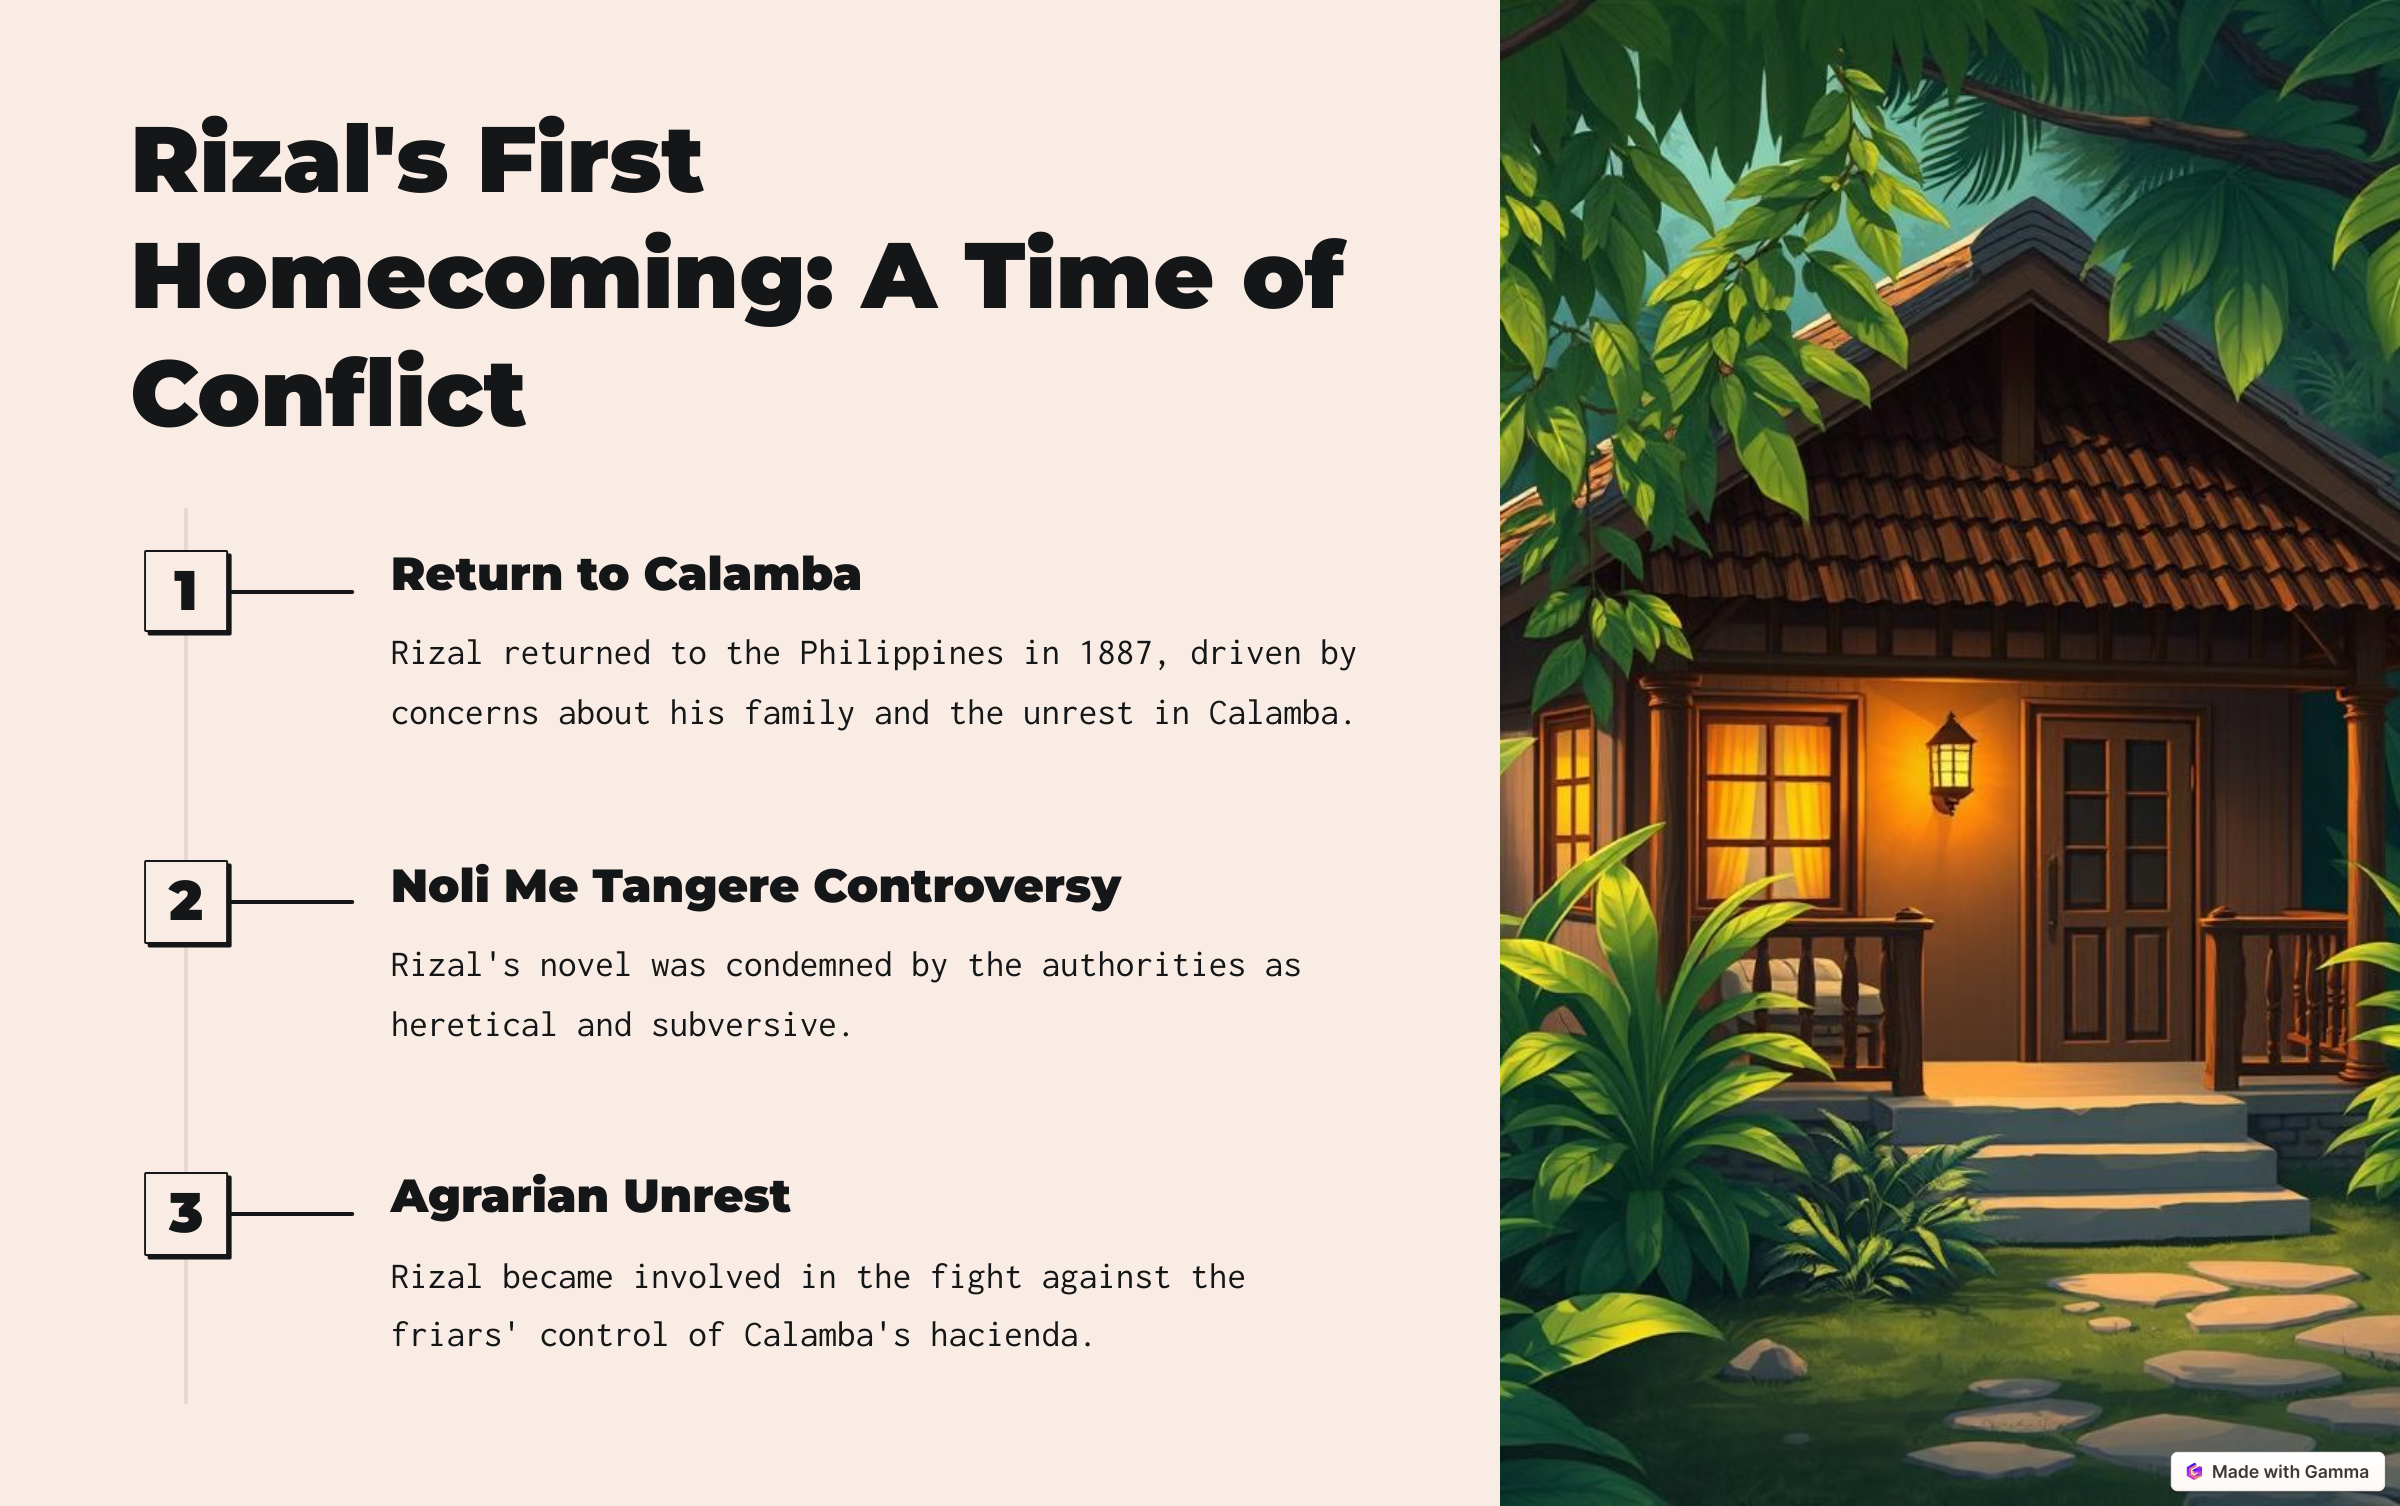 Rizal's First
Homecoming: A Time of
Conflict
1
Return to Calamba
Rizal returned to the Philippines in 1887, driven by
concerns about his family and the unrest in Calamba.
2
Noli Me Tangere Controversy
Rizal's novel was condemned by the authorities as
heretical and subversive.
3
Agrarian Unrest
Rizal became involved in the fight against the
friars' control of Calamba's hacienda.
Made with Gamma